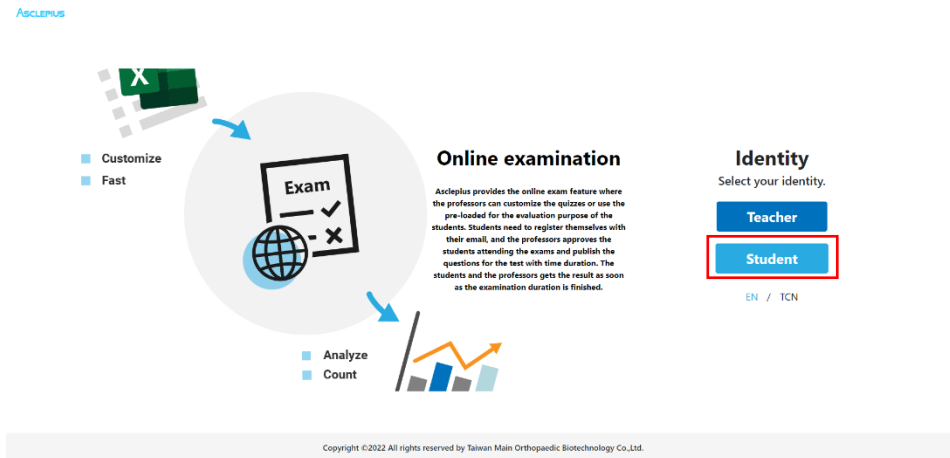 ASCLEPIUS
X
Customize
Fast
Exam
Online examination
Asclepius provides the online exam feature where
the professors can customize the quizzes or use the
pre-loaded for the evaluation purpose of the
students. Students need to register themselves with
their email, and the professors approves the
students attending the exams and publish the
questions for the test with time duration. The
students and the professors gets the result as soon
as the examination duration is finished.
Analyze
Count
Identity
Select your identity.
Teacher
Student
EN / TCN
Copyright ©2022 All rights reserved by Taiwan Main Orthopaedic Biotechnology Co.,Ltd.